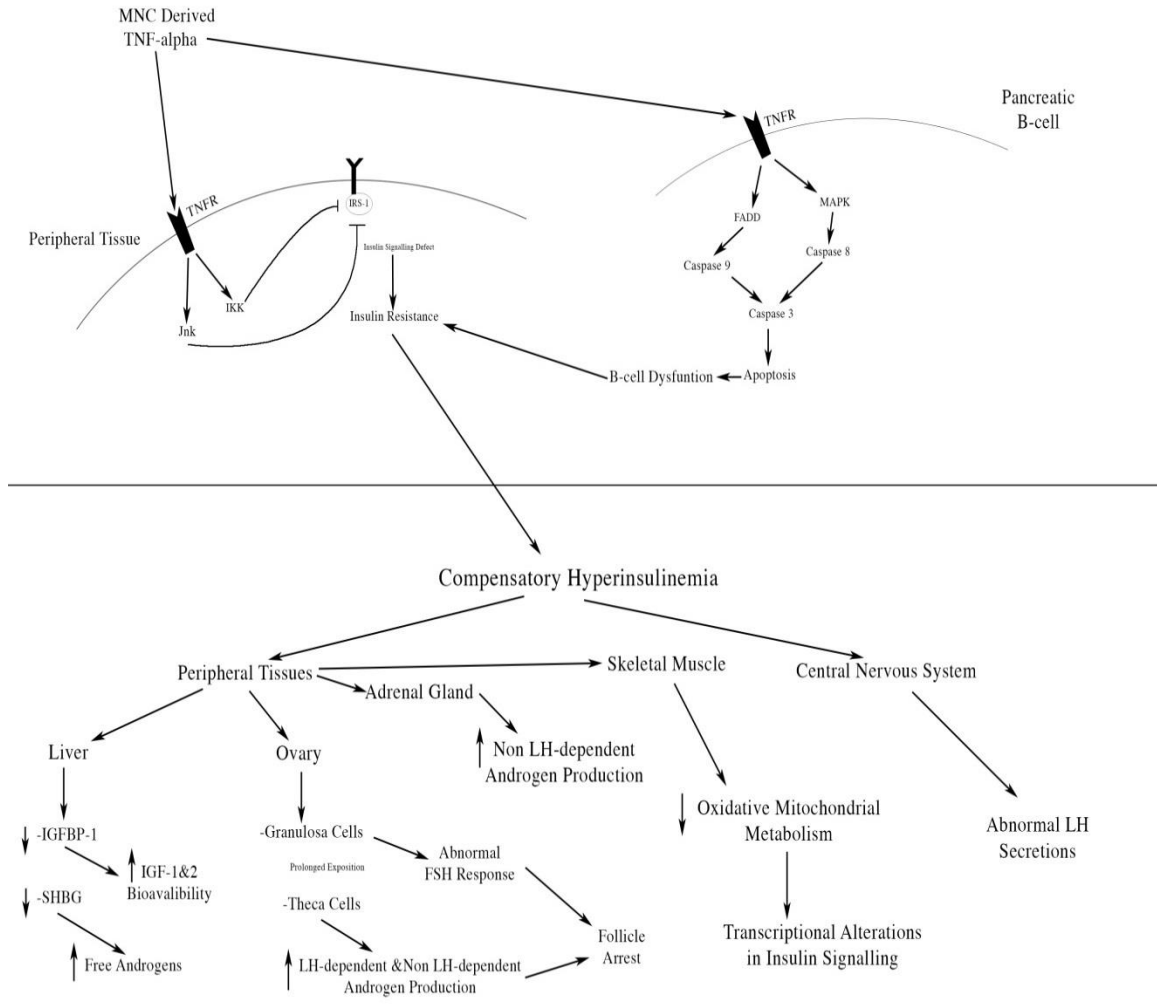 MNC Derived
TNF-alpha
Pancreatic
B-cell
TNFR
TNFR
IRS-1
Peripheral Tissue
MAPK
FADD
Insulin Signalling Defect
Caspase 8
Caspase 9
IKK
Jnk
Insulin Resistance
Caspase 3
B-cell Dysfuntion
Apoptosis
Compensatory Hyperinsulinemia
Peripheral Tissues
Skeletal Muscle
Central Nervous System
Adrenal Gland
Liver
Ovary
Non LH-dependent
Androgen Production
Oxidative Mitochondrial
Metabolism
Abnormal LH
Secretions
-IGFBP-1
-Granulosa Cells
IGF-1&2
Bioavalibility
Prolonged Exposition
Abnormal
FSH Response
-SHBG
-Theca Cells
Follicle
Arrest
Transcriptional Alterations
in Insulin Signalling
Free Androgens
LH-dependent &Non LH-dependent
Androgen Production